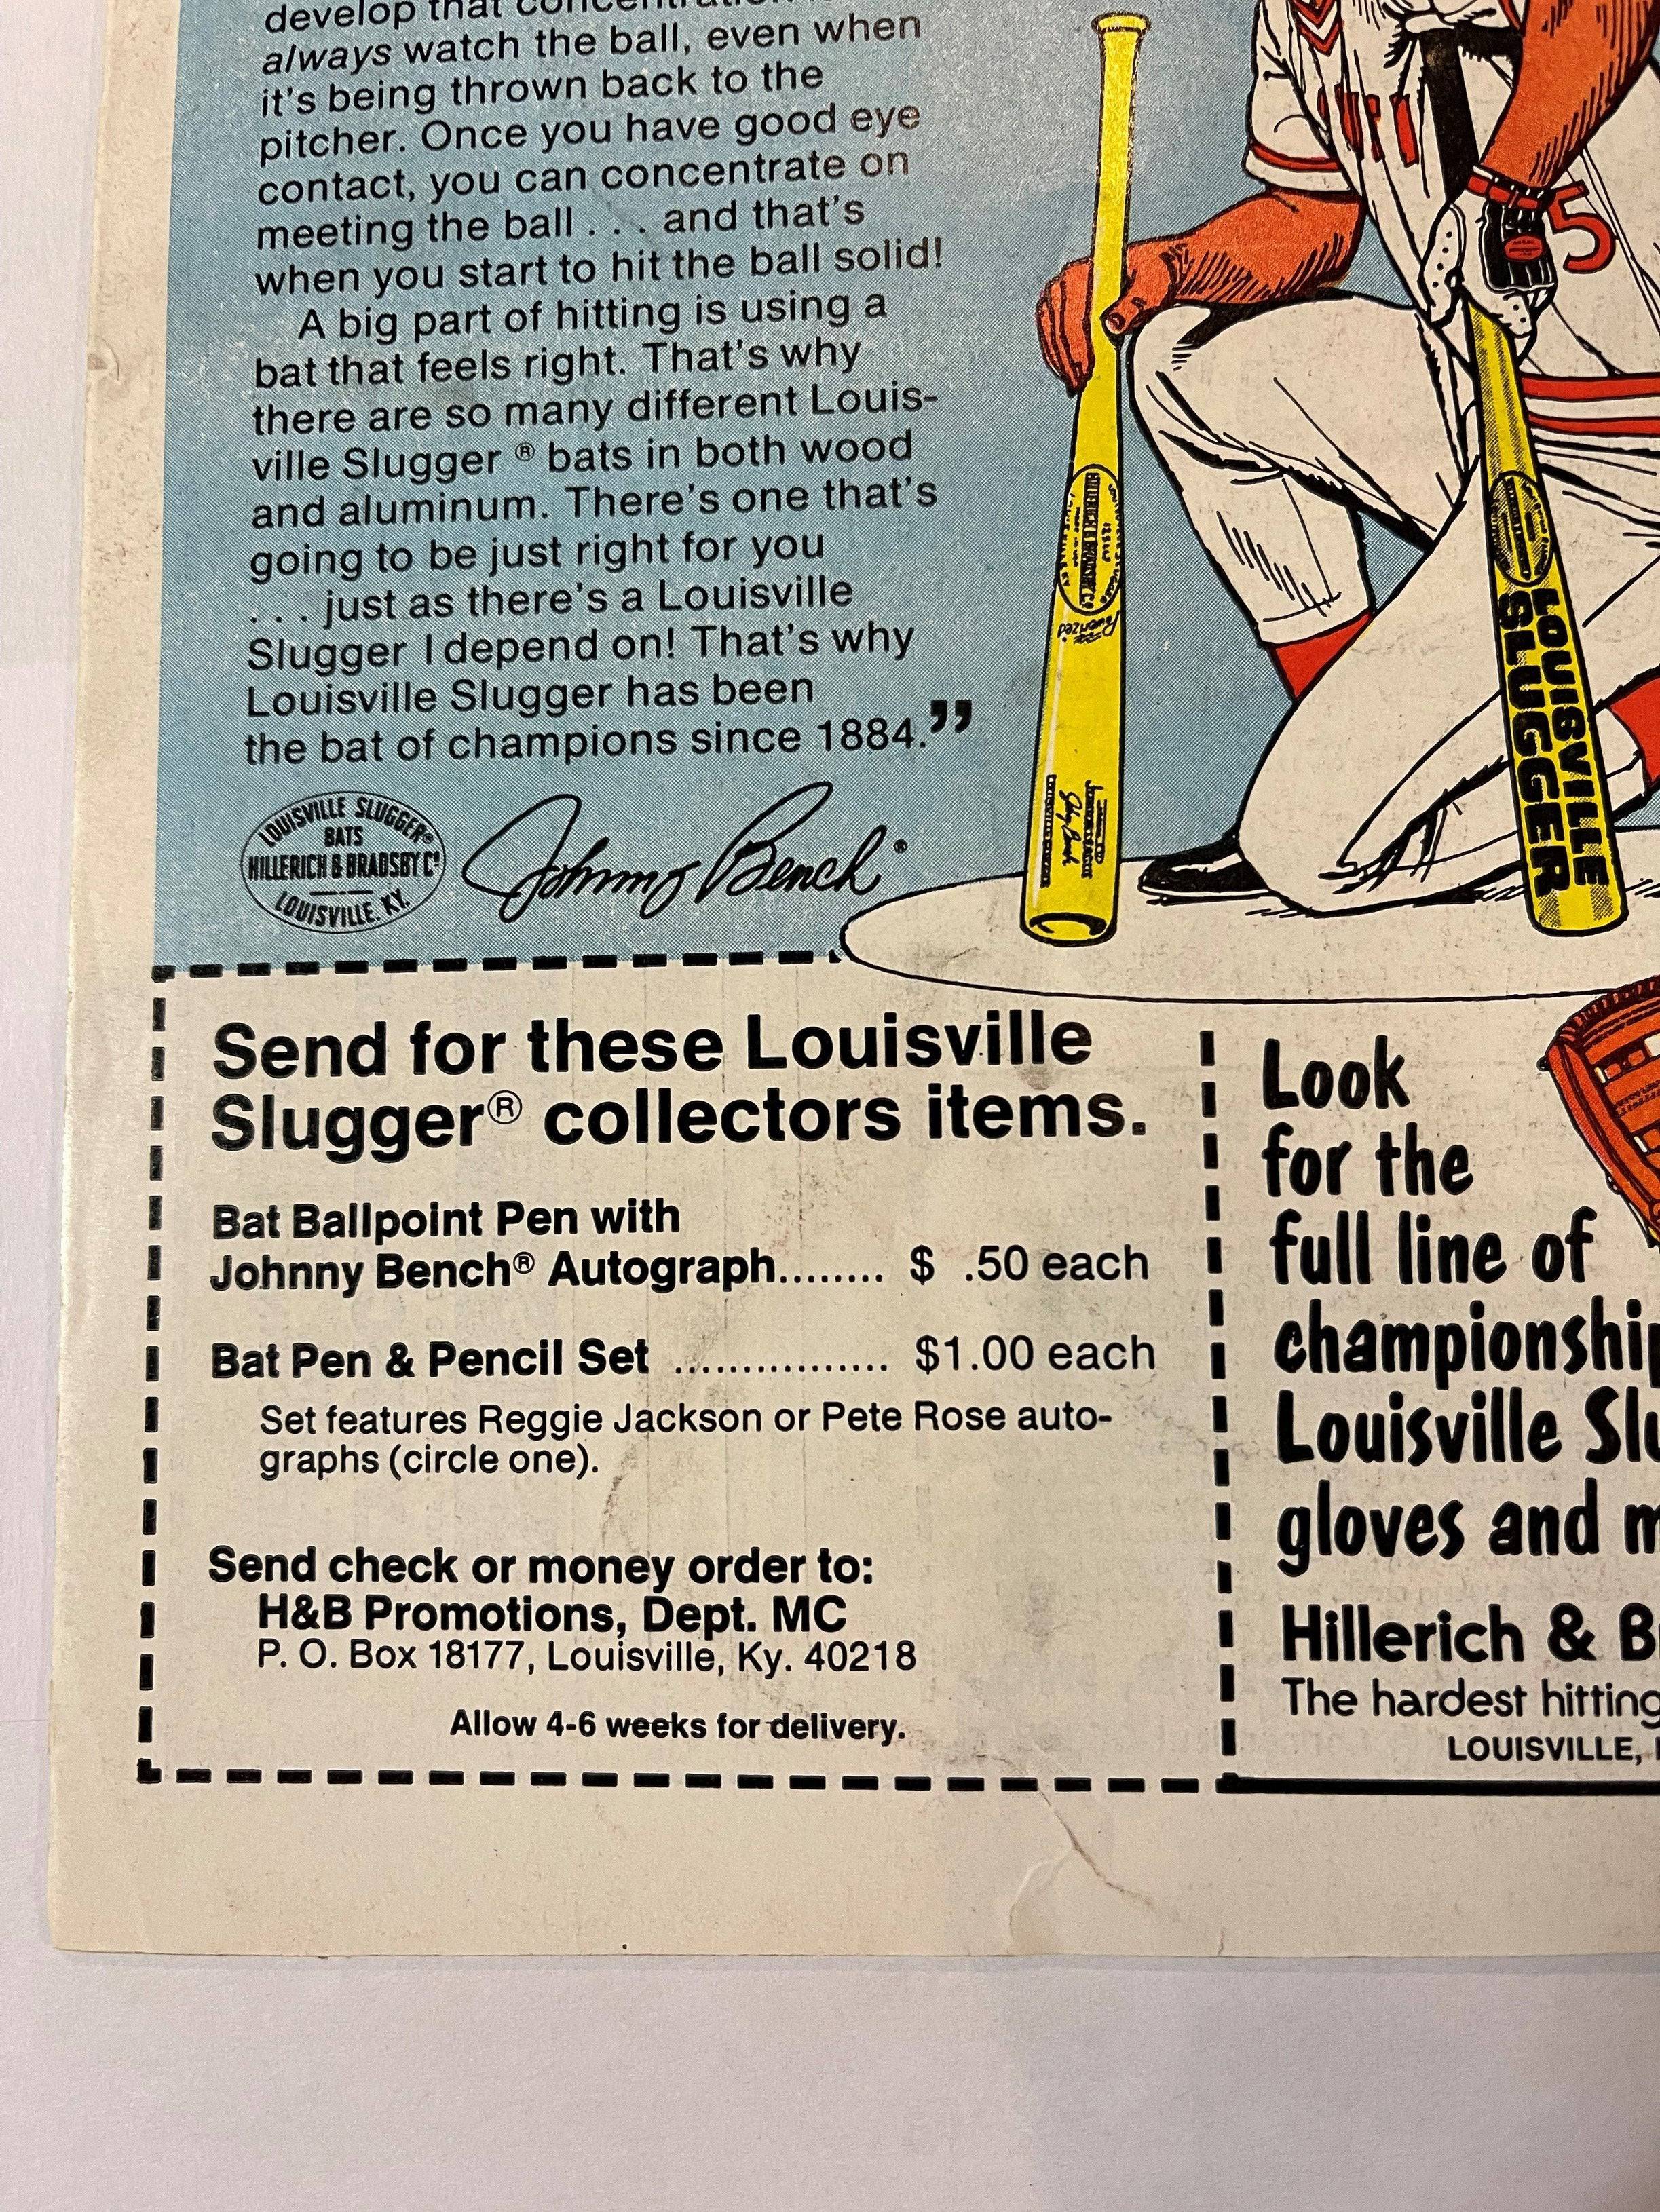 develop that
always watch the ball, even when
it's being thrown back to the
pitcher. Once you have good eye
contact, you can concentrate on
meeting the ball . . . and that's
when you start to hit the ball solid!
A big part of hitting is using a
bat that feels right. That's why
there are so many different Louis-
ville Slugger ® bats in both wood
and aluminum. There's one that's
going to be just right for you
. . . just as there's a Louisville
Slugger I depend on! That's why
Louisville Slugger has been
the bat of champions since 1884.”
LOUISVILLE SLUGGER®
BATS
HILLERICH & BRADSBY Co
LOUISVILLE, KY.
Johnny Bench ®
5
HILLERICH & BRADSBY Co
Powerized
LOUISVILLE
SLUGGER
Send for these Louisville
Slugger® collectors items.
Bat Ballpoint Pen with
Johnny Bench® Autograph........ $ .50 each
Bat Pen & Pencil Set ................ $1.00 each
Set features Reggie Jackson or Pete Rose auto-
graphs (circle one).
Send check or money order to:
H&B Promotions, Dept. MC
P. O. Box 18177, Louisville, Ky. 40218
Allow 4-6 weeks for delivery.
Look
for the
full line of
championship
Louisville Slu
gloves and m
Hillerich & B
The hardest hitting
LOUISVILLE,